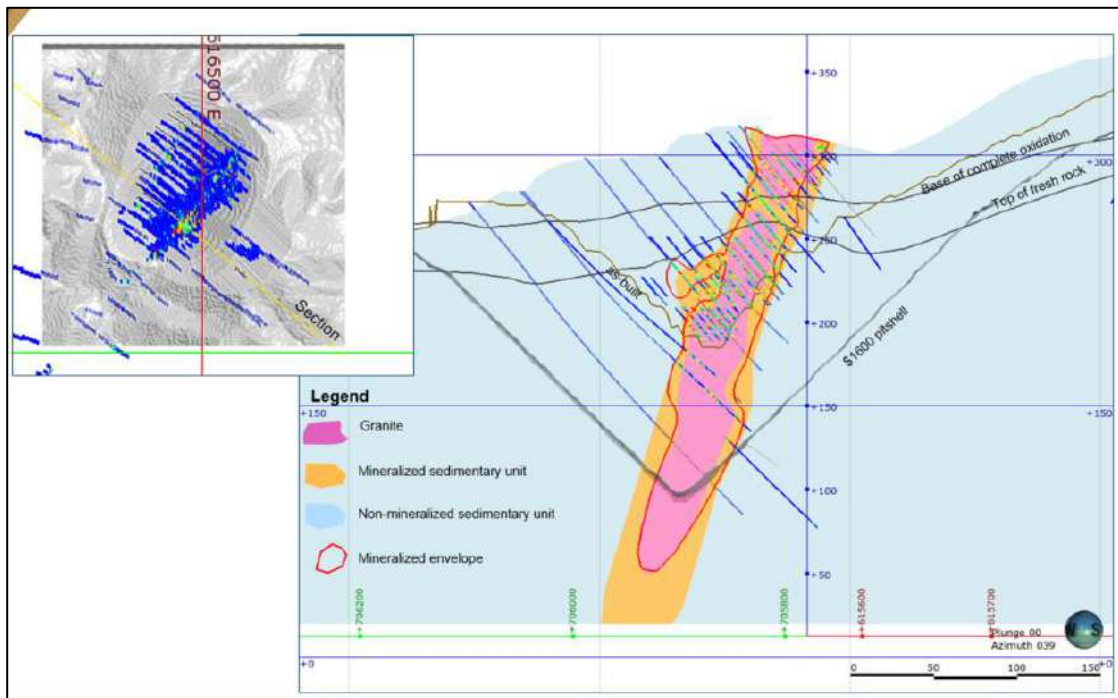 516500 E
Section
+350
+300
+300
Base of complete oxidation
Top of fresh rock
+250
as built
+200
$1600 pitshell
Legend
+150
+150
+150
Granite
Mineralized sedimentary unit
+100
Non-mineralized sedimentary unit
Mineralized envelope
+50
+706200
+706000
+705800
+615600
+615700
Plunge 00
Azimuth 039
W S
+0
+0
0 50 100 150